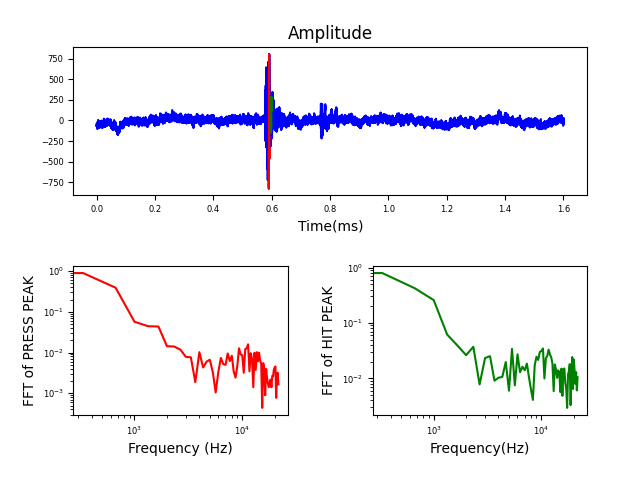 Amplitude
750
500
250
0
−250
−500
−750
0.0 0.2 0.4 0.6 0.8 1.0 1.2 1.4 1.6
Time(ms)
FFT of PRESS PEAK
10⁰
10⁻¹
10⁻²
10⁻³
10³ 10⁴
Frequency (Hz)
FFT of HIT PEAK
10⁰
10⁻¹
10⁻²
10³ 10⁴
Frequency(Hz)